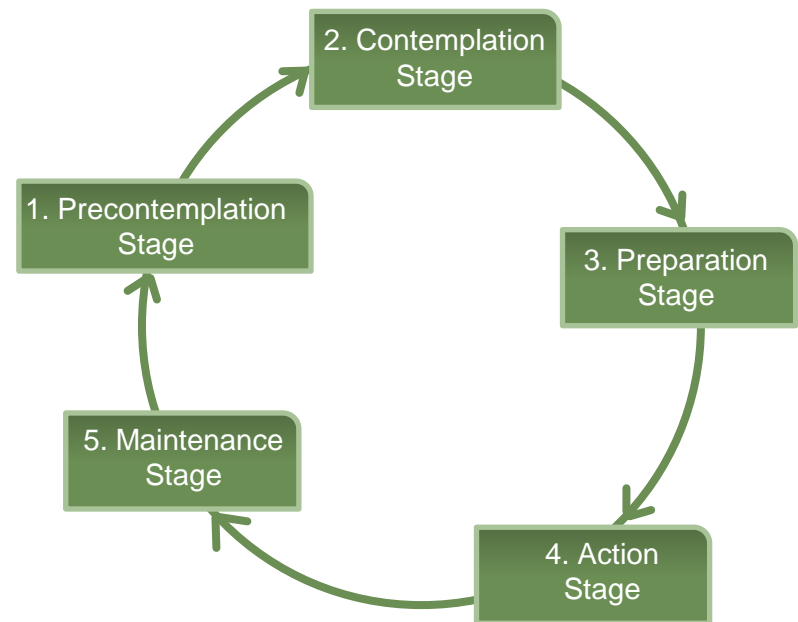 1. Precontemplation
Stage
2. Contemplation
Stage
3. Preparation
Stage
4. Action
Stage
5. Maintenance
Stage